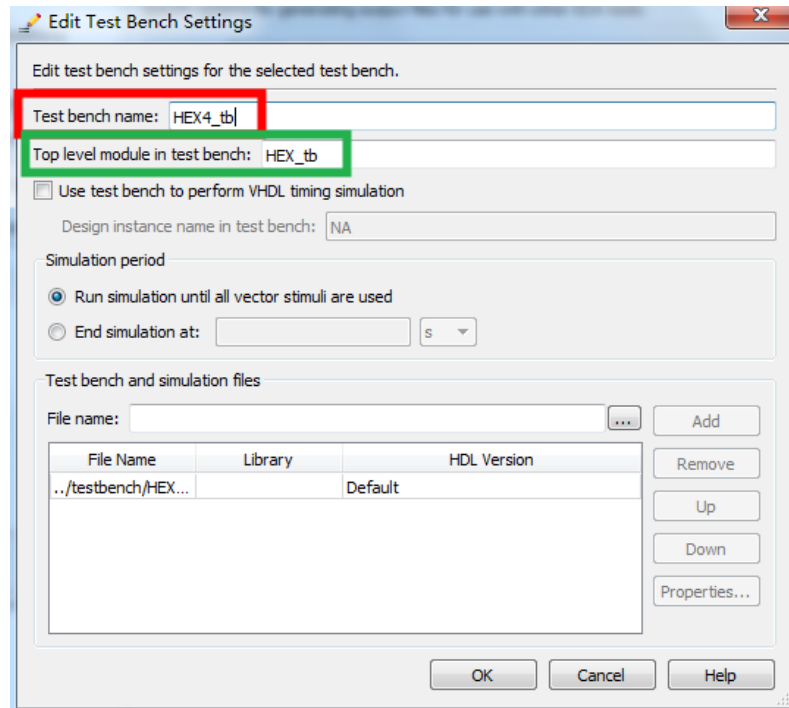 Edit Test Bench Settings
Edit test bench settings for the selected test bench.
Test bench name: HEX4_tb
Top level module in test bench: HEX_tb
Use test bench to perform VHDL timing simulation
Design instance name in test bench: NA
Simulation period
Run simulation until all vector stimuli are used
End simulation at: s
Test bench and simulation files
File name: ... Add
File Name Library HDL Version Remove
../testbench/HEX... Default
Up
Down
Properties...
OK Cancel Help